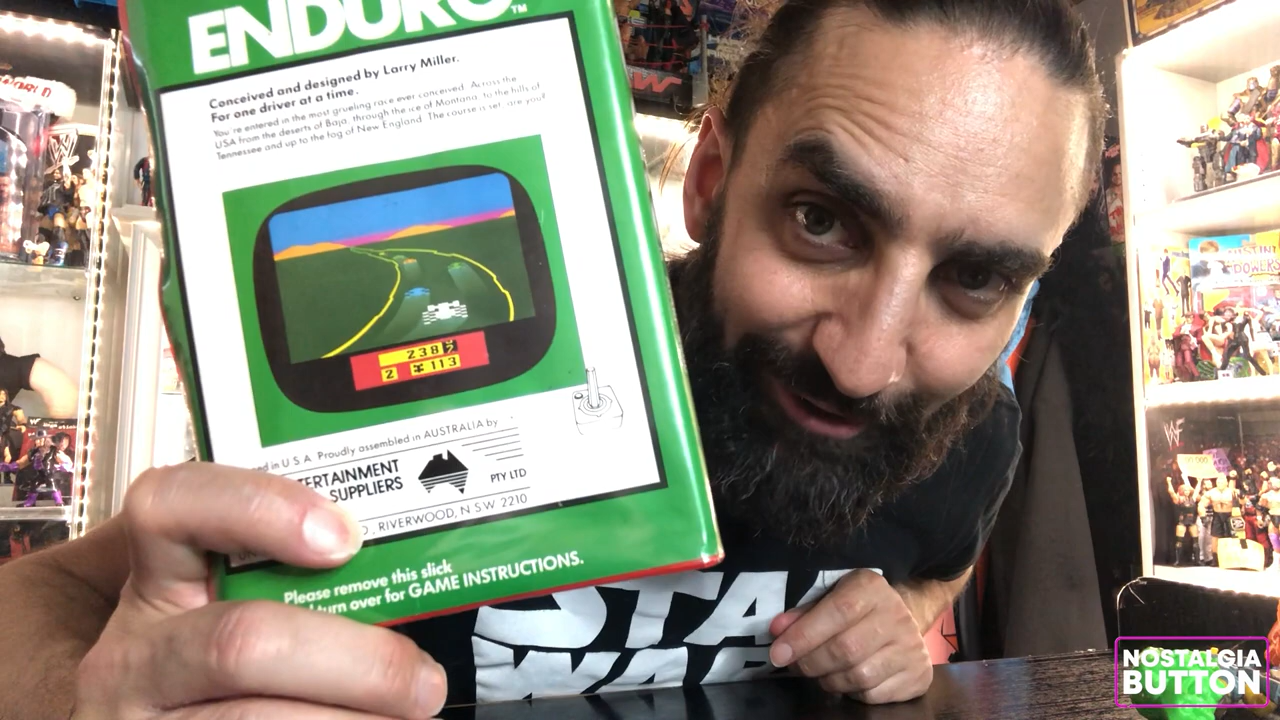 ENDURO™
Conceived and designed by Larry Miller.
For one driver at a time.
You're entered in the most grueling race ever conceived. Across the
USA from the deserts of Baja, through the ice of Montana, to the hills of
Tennessee and up to the fog of New England. The course is set, are you?
238
2 113
in U.S.A. Proudly assembled in AUSTRALIA by
TERTAINMENT
SUPPLIERS
PTY LTD
RIVERWOOD, N.S.W. 2210
Please remove this slick
turn over for GAME INSTRUCTIONS.
STAR
WARS
NOSTALGIA
BUTTON